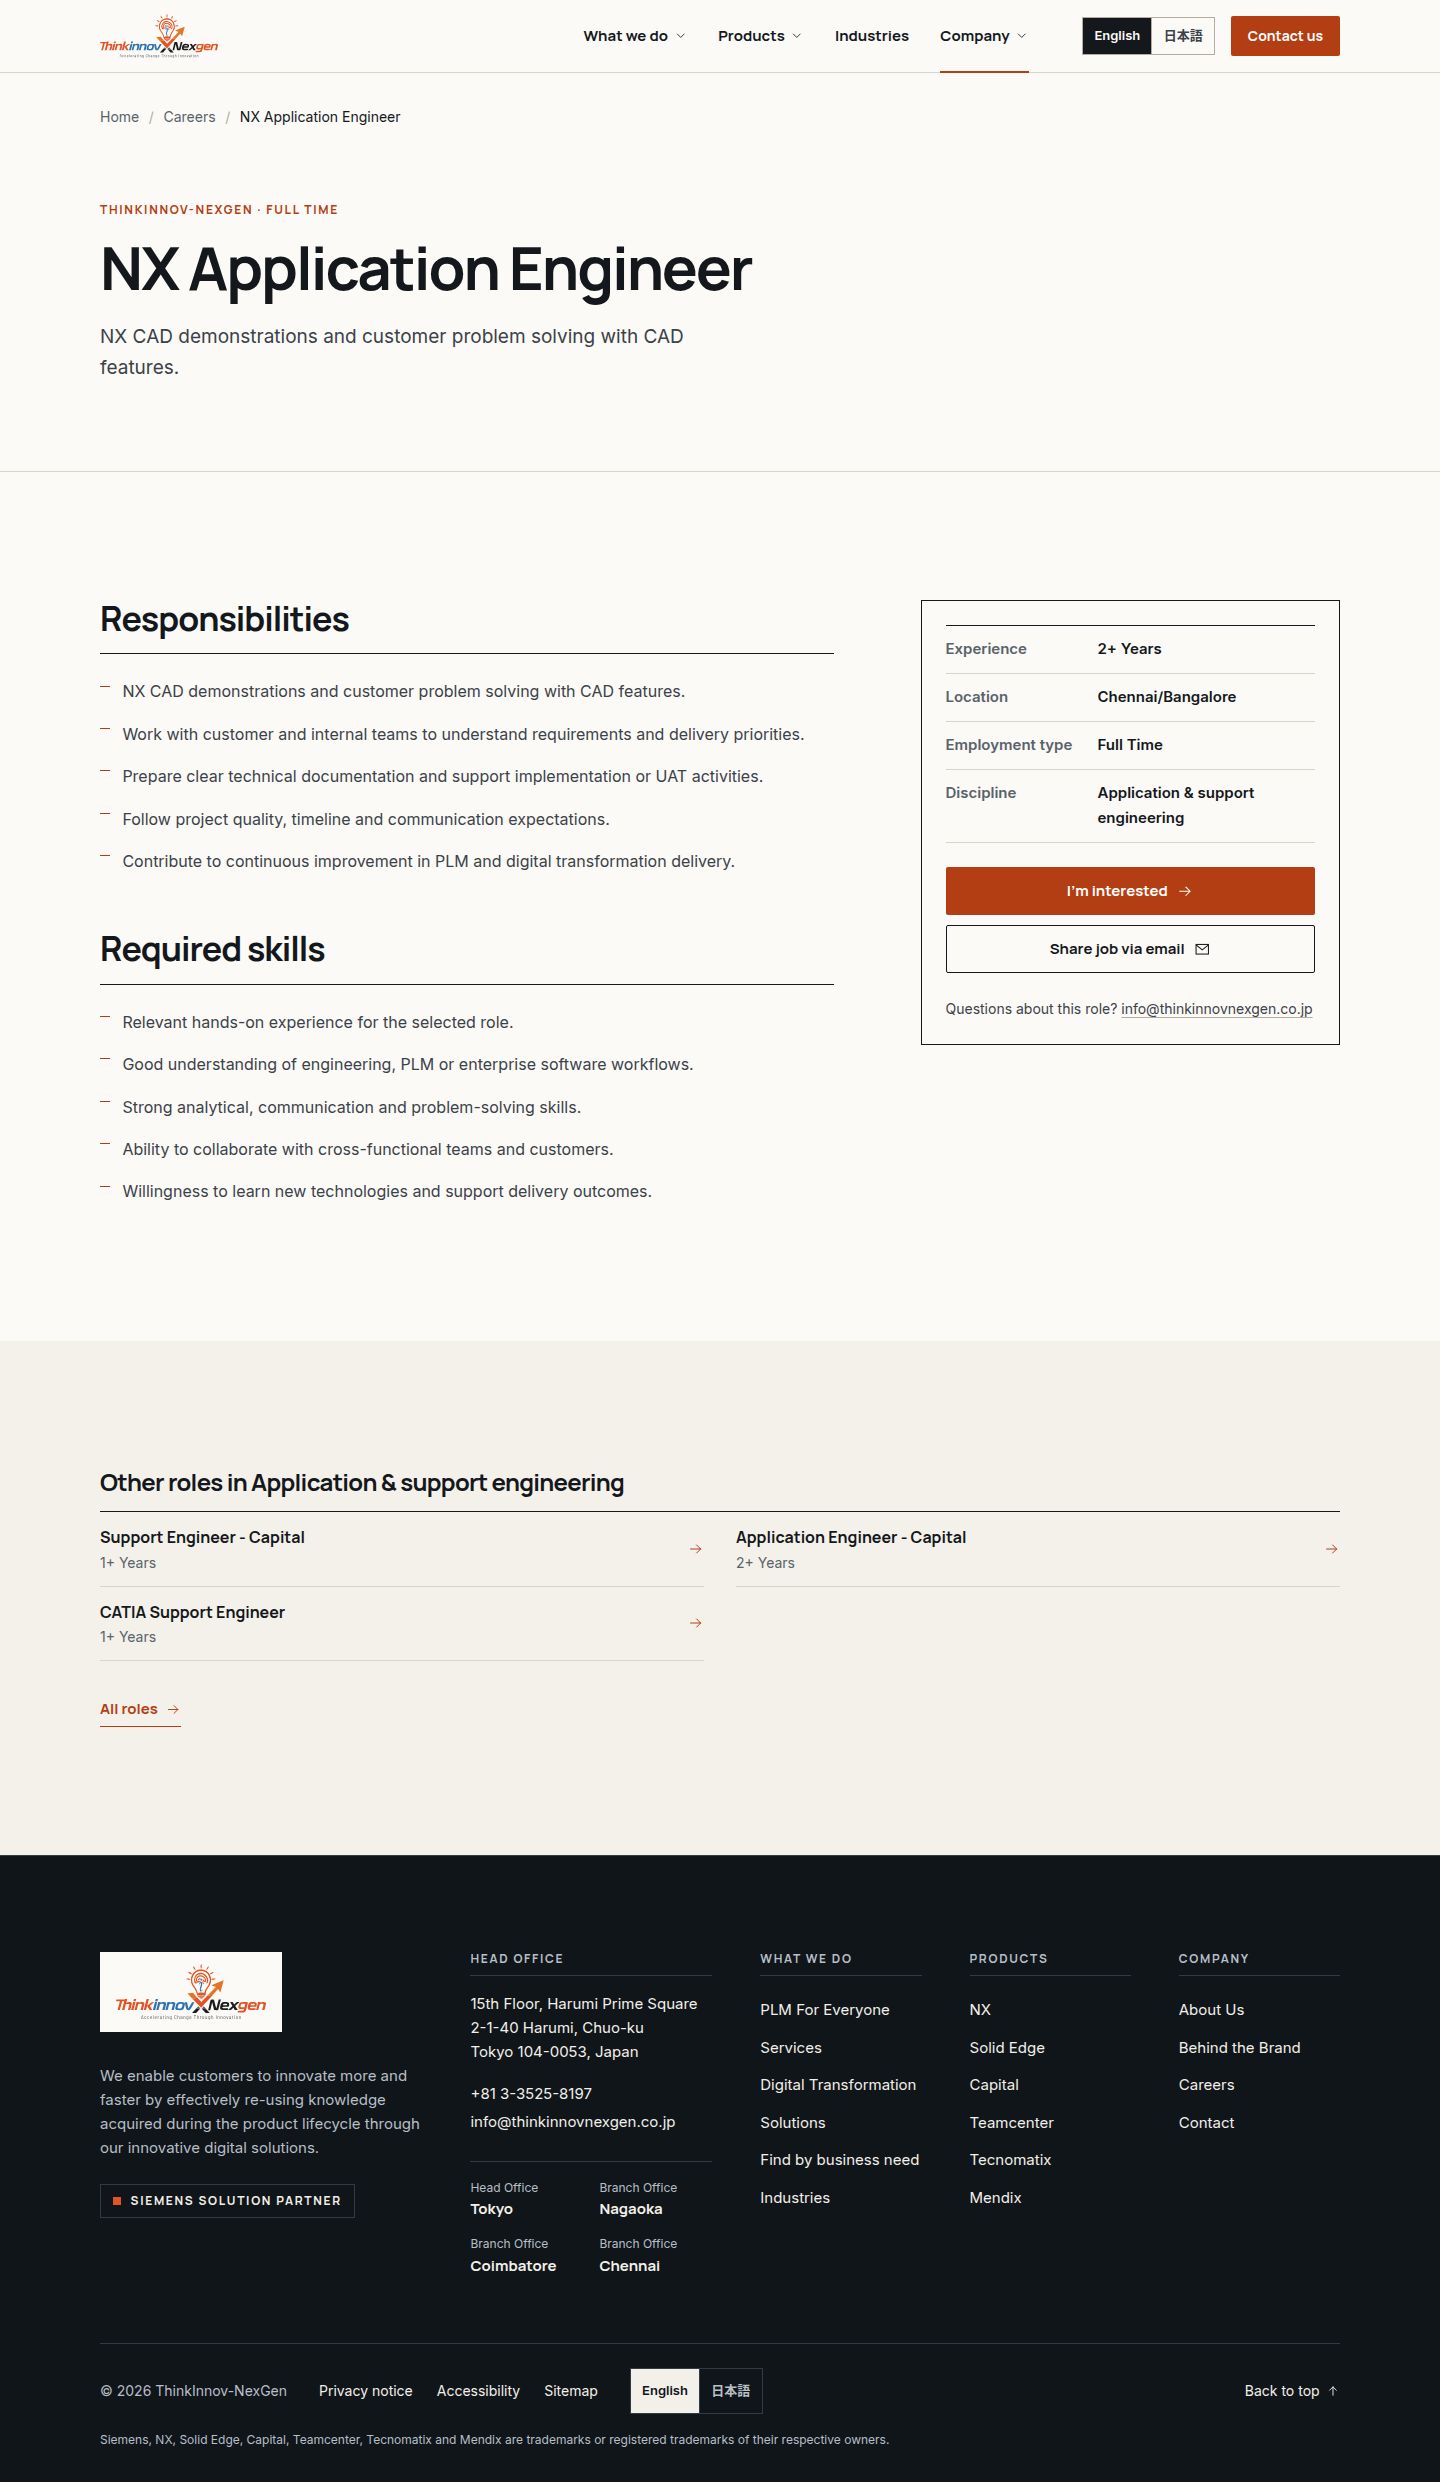 ThinkinnovXNexgen
Accelerating Change Through Innovation
What we do
Products
Industries
Company
English
日本語
Contact us
Home / Careers / NX Application Engineer
THINKINNOV-NEXGEN · FULL TIME
NX Application Engineer
NX CAD demonstrations and customer problem solving with CAD
features.
Responsibilities
NX CAD demonstrations and customer problem solving with CAD features.
Work with customer and internal teams to understand requirements and delivery priorities.
Prepare clear technical documentation and support implementation or UAT activities.
Follow project quality, timeline and communication expectations.
Contribute to continuous improvement in PLM and digital transformation delivery.
Required skills
Relevant hands-on experience for the selected role.
Good understanding of engineering, PLM or enterprise software workflows.
Strong analytical, communication and problem-solving skills.
Ability to collaborate with cross-functional teams and customers.
Willingness to learn new technologies and support delivery outcomes.
Experience 2+ Years
Location Chennai/Bangalore
Employment type Full Time
Discipline Application & support
engineering
I'm interested →
Share job via email
Questions about this role? info@thinkinnovnexgen.co.jp
Other roles in Application & support engineering
Support Engineer - Capital
1+ Years
→
Application Engineer - Capital
2+ Years
→
CATIA Support Engineer
1+ Years
→
All roles →
ThinkinnovXNexgen
Accelerating Change Through Innovation
We enable customers to innovate more and
faster by effectively re-using knowledge
acquired during the product lifecycle through
our innovative digital solutions.
SIEMENS SOLUTION PARTNER
HEAD OFFICE
15th Floor, Harumi Prime Square
2-1-40 Harumi, Chuo-ku
Tokyo 104-0053, Japan
+81 3-3525-8197
info@thinkinnovnexgen.co.jp
Head Office
Tokyo
Branch Office
Nagaoka
Branch Office
Coimbatore
Branch Office
Chennai
WHAT WE DO
PLM For Everyone
Services
Digital Transformation
Solutions
Find by business need
Industries
PRODUCTS
NX
Solid Edge
Capital
Teamcenter
Tecnomatix
Mendix
COMPANY
About Us
Behind the Brand
Careers
Contact
© 2026 ThinkInnov-NexGen
Privacy notice
Accessibility
Sitemap
English
日本語
Back to top ↑
Siemens, NX, Solid Edge, Capital, Teamcenter, Tecnomatix and Mendix are trademarks or registered trademarks of their respective owners.